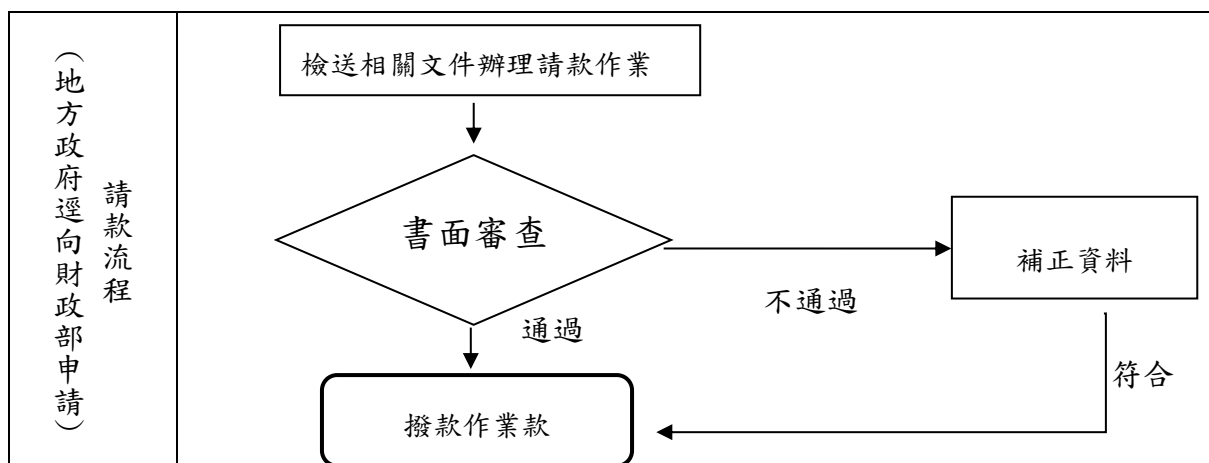 請款流程
（地方政府逕向財政部申請）
檢送相關文件辦理請款作業
書面審查
補正資料
不通過
通過
符合
撥款作業款